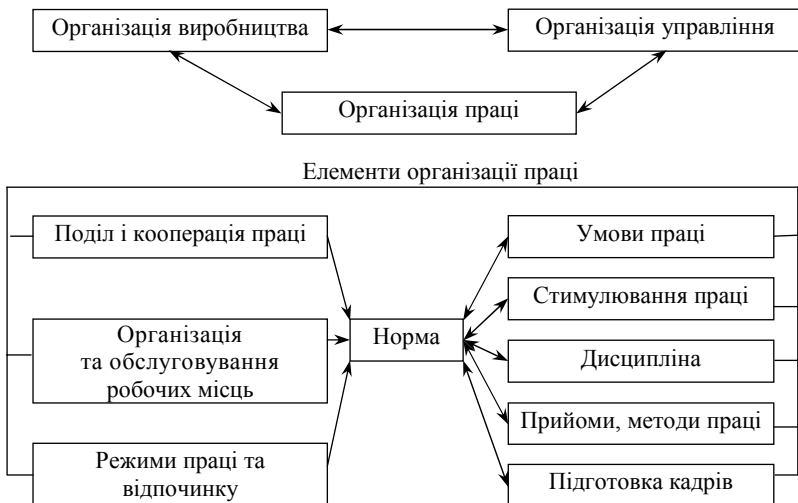 Організація виробництва
Організація управління
Організація праці
Елементи організації праці
Поділ і кооперація праці
Організація
та обслуговування
робочих місць
Режими праці та
відпочинку
Норма
Умови праці
Стимулювання праці
Дисципліна
Прийоми, методи праці
Підготовка кадрів